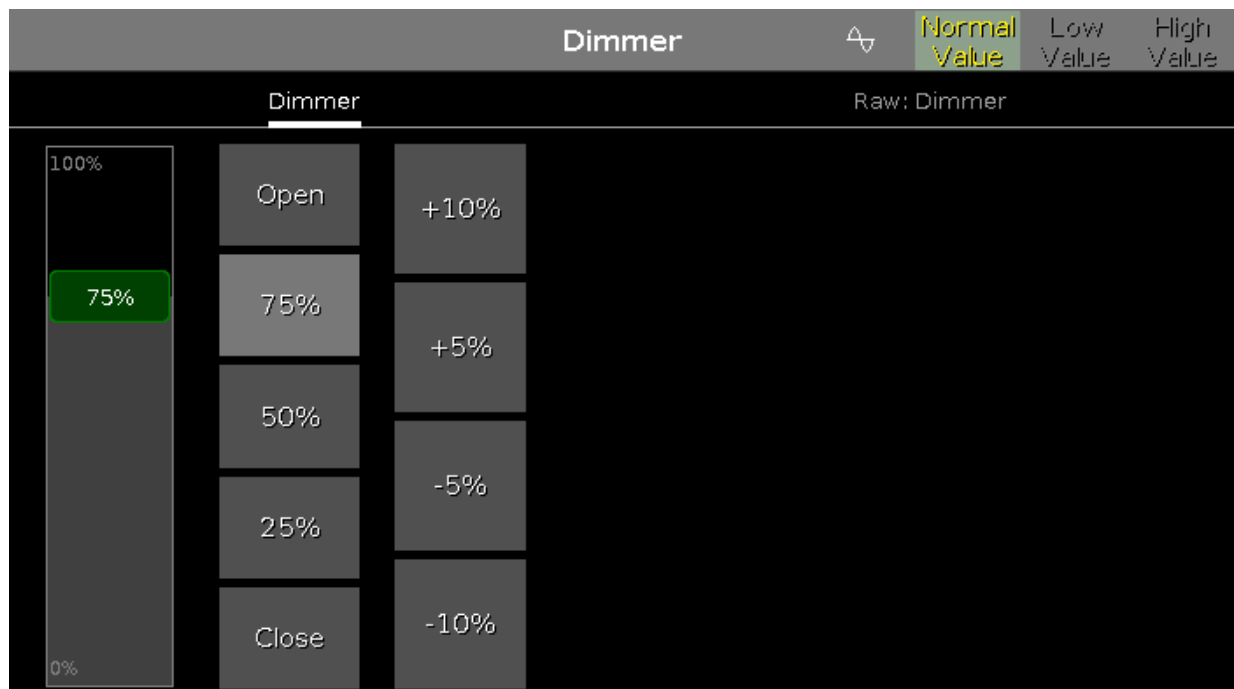 Dimmer
Normal Value
Low Value
High Value
Dimmer
Raw: Dimmer
100%
75%
0%
Open
75%
50%
25%
Close
+10%
+5%
-5%
-10%